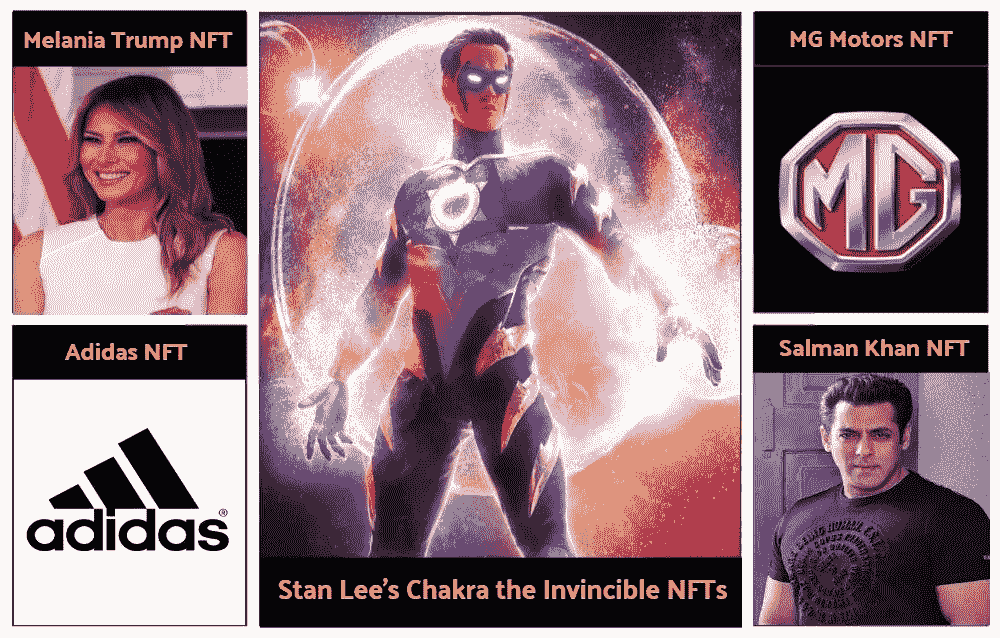 Melania Trump NFT
Adidas NFT
adidas®
Stan Lee's Chakra the Invincible NFTs
MG Motors NFT
MG
Salman Khan NFT